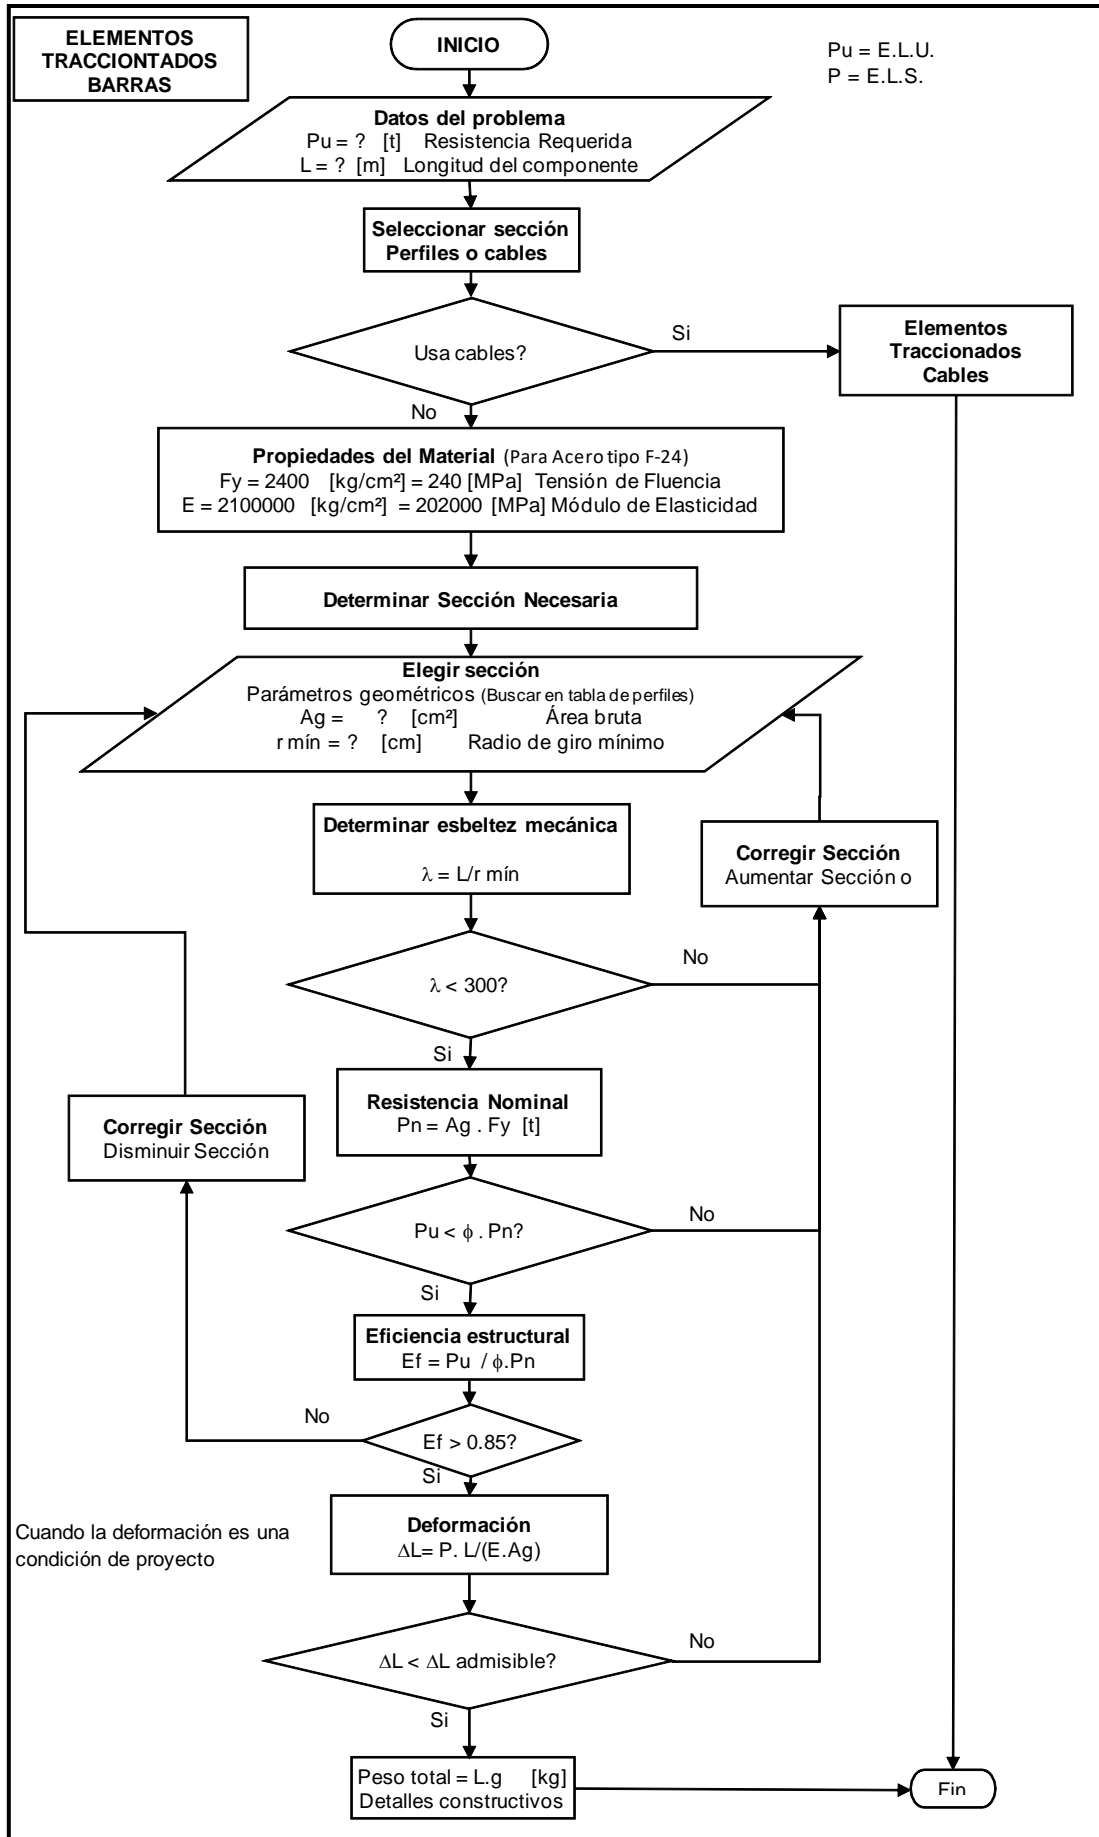 ELEMENTOS
TRACCIONTADOS
BARRAS
INICIO
Pu = E.L.U.
P = E.L.S.
Datos del problema
Pu = ? [t] Resistencia Requerida
L = ? [m] Longitud del componente
Seleccionar sección
Perfiles o cables
Usa cables?
Si
Elementos
Traccionados
Cables
No
Propiedades del Material (Para Acero tipo F-24)
Fy = 2400 [kg/cm²] = 240 [MPa] Tensión de Fluencia
E = 2100000 [kg/cm²] = 202000 [MPa] Módulo de Elasticidad
Determinar Sección Necesaria
Elegir sección
Parámetros geométricos (Buscar en tabla de perfiles)
Ag = ? [cm²] Área bruta
r mín = ? [cm] Radio de giro mínimo
Determinar esbeltez mecánica
λ = L/r mín
Corregir Sección
Aumentar Sección o
λ < 300?
No
Si
Resistencia Nominal
Pn = Ag . Fy [t]
Corregir Sección
Disminuir Sección
Pu < ϕ . Pn?
No
Si
Eficiencia estructural
Ef = Pu / ϕ.Pn
No
Ef > 0.85?
Si
Deformación
ΔL= P. L/(E.Ag)
Cuando la deformación es una
condición de proyecto
ΔL < ΔL admisible?
No
Si
Peso total = L.g [kg]
Detalles constructivos
Fin